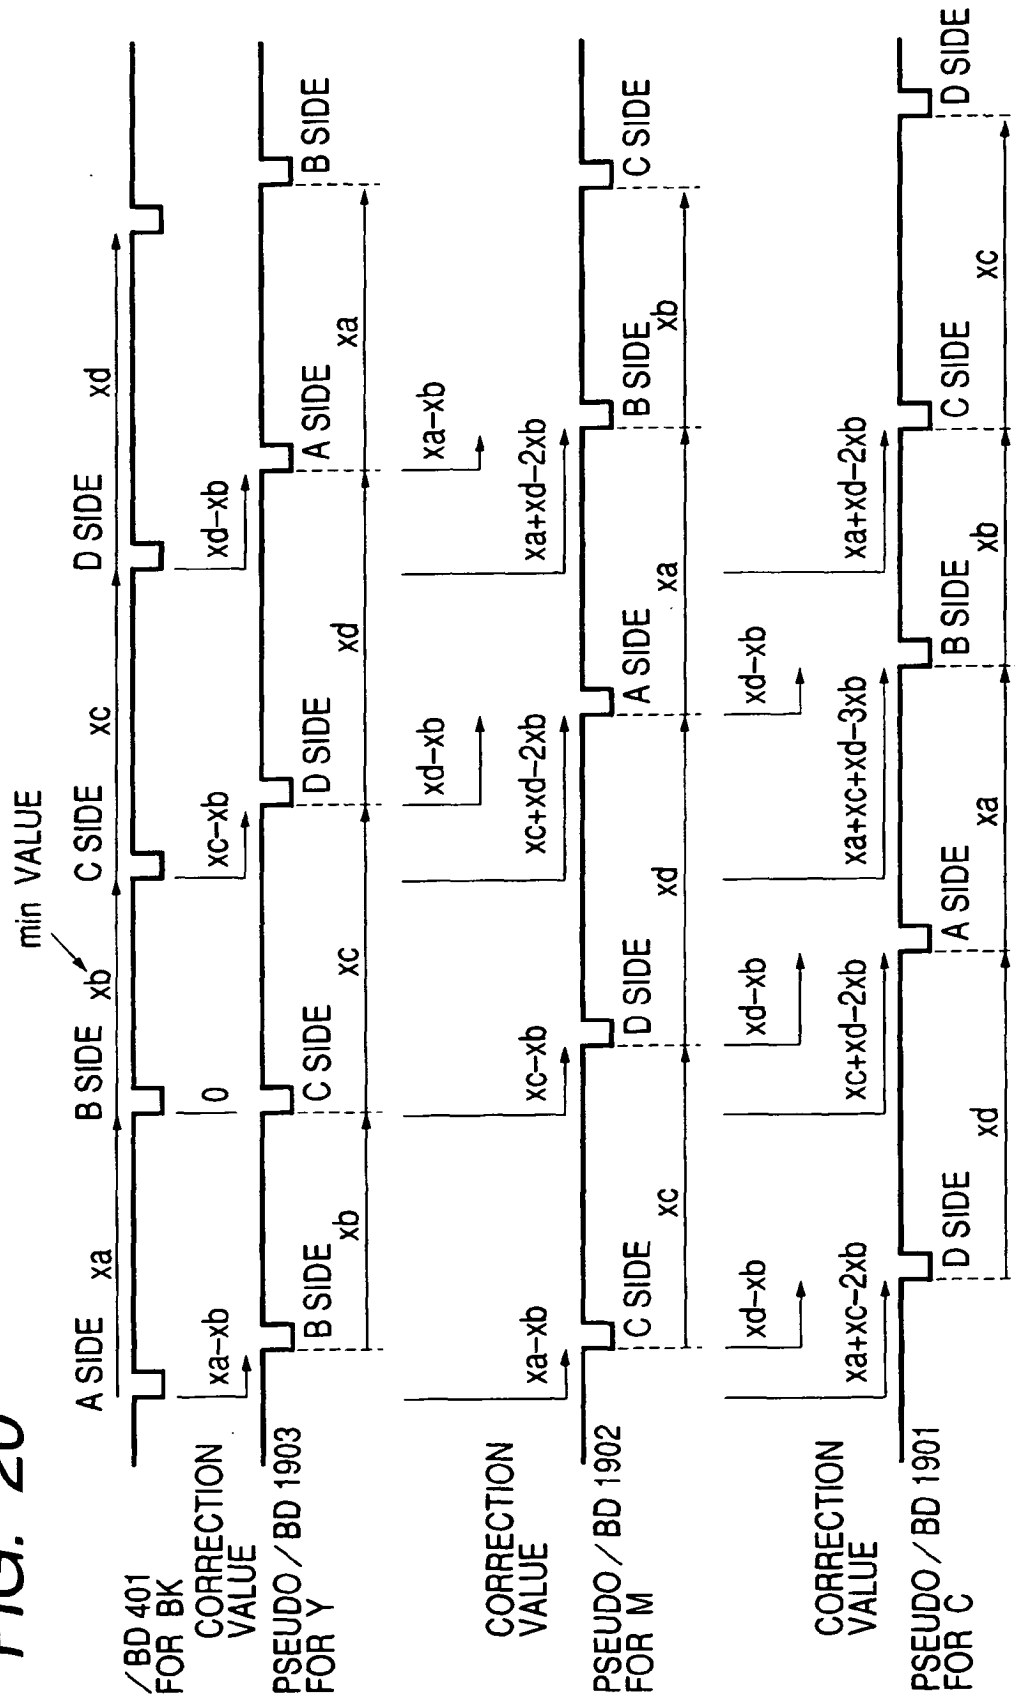 FIG. 20
min VALUE
A SIDE
B SIDE
C SIDE
D SIDE
xa
xb
xc
xd
/BD 401
FOR BK
CORRECTION
VALUE
xa−xb
0
xc−xb
xd−xb
PSEUDO / BD 1903
FOR Y
B SIDE
C SIDE
D SIDE
A SIDE
B SIDE
xb
xc
xd
xa
xd−xb
xa−xb
CORRECTION
VALUE
xa−xb
xc−xb
xc+xd−2xb
xa+xd−2xb
PSEUDO / BD 1902
FOR M
C SIDE
D SIDE
A SIDE
B SIDE
C SIDE
xc
xd
xa
xb
xd−xb
xd−xb
xd−xb
CORRECTION
VALUE
xa+xc−2xb
xc+xd−2xb
xa+xc+xd−3xb
xa+xd−2xb
PSEUDO / BD 1901
FOR C
D SIDE
A SIDE
B SIDE
C SIDE
D SIDE
xd
xa
xb
xc